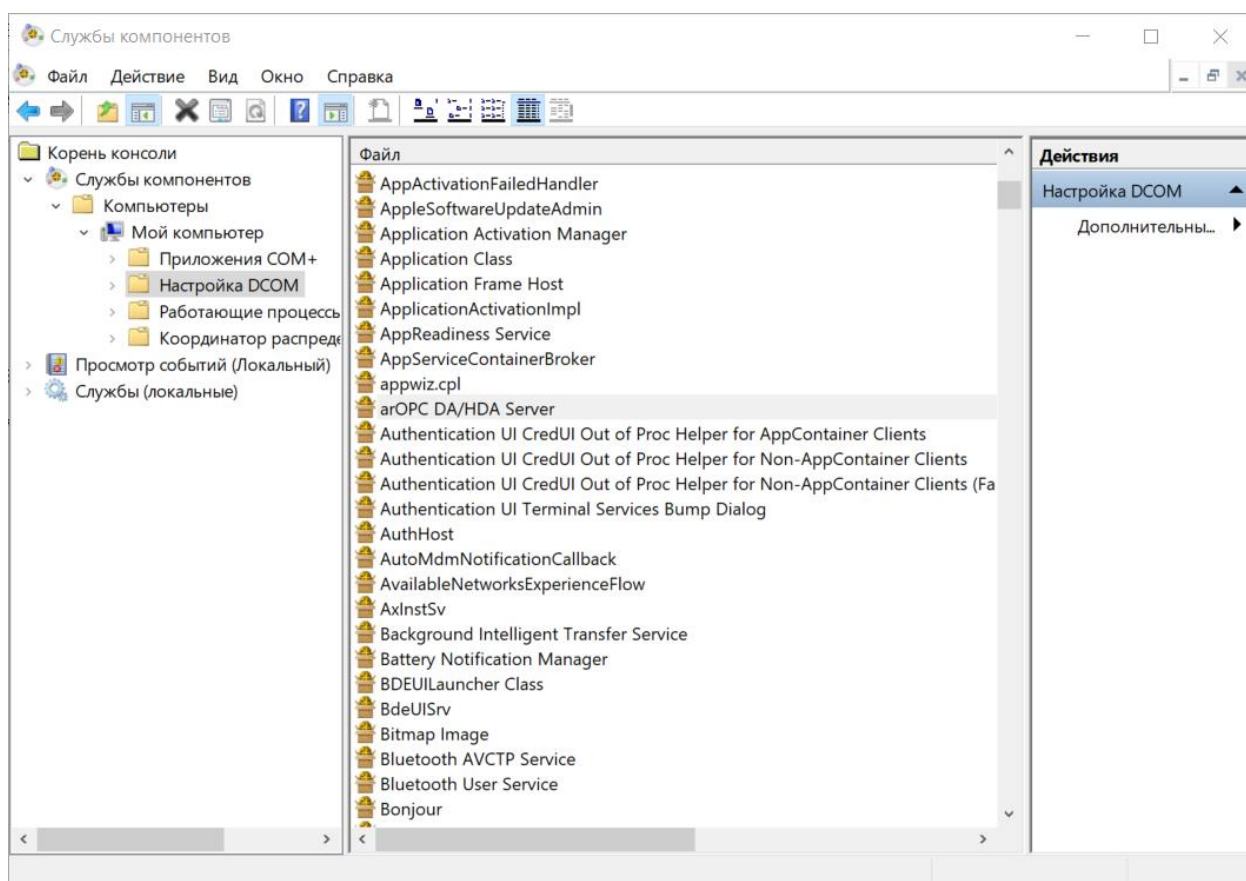 Службы компонентов
Файл Действие Вид Окно Справка
Корень консоли
Службы компонентов
Компьютеры
Мой компьютер
Приложения COM+
Настройка DCOM
Работающие процессы
Координатор распреде
Просмотр событий (Локальный)
Службы (локальные)
Файл
AppActivationFailedHandler
AppleSoftwareUpdateAdmin
Application Activation Manager
Application Class
Application Frame Host
ApplicationActivationImpl
AppReadiness Service
AppServiceContainerBroker
appwiz.cpl
arOPC DA/HDA Server
Authentication UI CredUI Out of Proc Helper for AppContainer Clients
Authentication UI CredUI Out of Proc Helper for Non-AppContainer Clients
Authentication UI CredUI Out of Proc Helper for Non-AppContainer Clients (Fa
Authentication UI Terminal Services Bump Dialog
AuthHost
AutoMdmNotificationCallback
AvailableNetworksExperienceFlow
AxInstSv
Background Intelligent Transfer Service
Battery Notification Manager
BDEUILauncher Class
BdeUISrv
Bitmap Image
Bluetooth AVCTP Service
Bluetooth User Service
Bonjour
Действия
Настройка DCOM
Дополнительны...